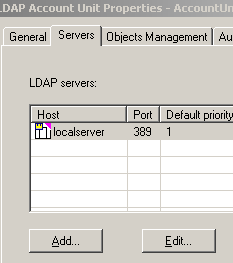 LDAP Account Unit Properties - AccountUn
General Servers Objects Management Au
LDAP servers:
Host Port Default priority
localserver 389 1
Add... Edit...